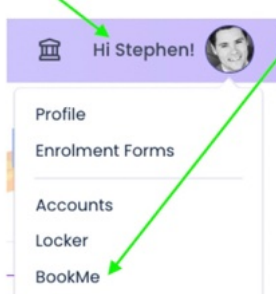 Hi Stephen!
Profile
Enrolment Forms
Accounts
Locker
BookMe